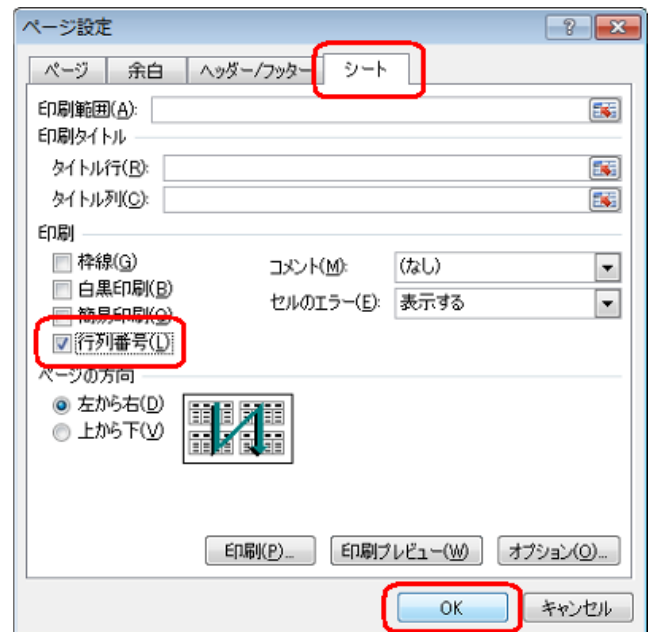 ページ設定
ページ 余白 ヘッダー/フッター シート
印刷範囲(A):
印刷タイトル
タイトル行(R):
タイトル列(C):
印刷
枠線(G) コメント(M): (なし)
白黒印刷(B) セルのエラー(E): 表示する
簡易印刷(Q)
行列番号(L)
ページの方向
左から右(D)
上から下(V)
印刷(P)... 印刷プレビュー(W) オプション(O)...
OK キャンセル